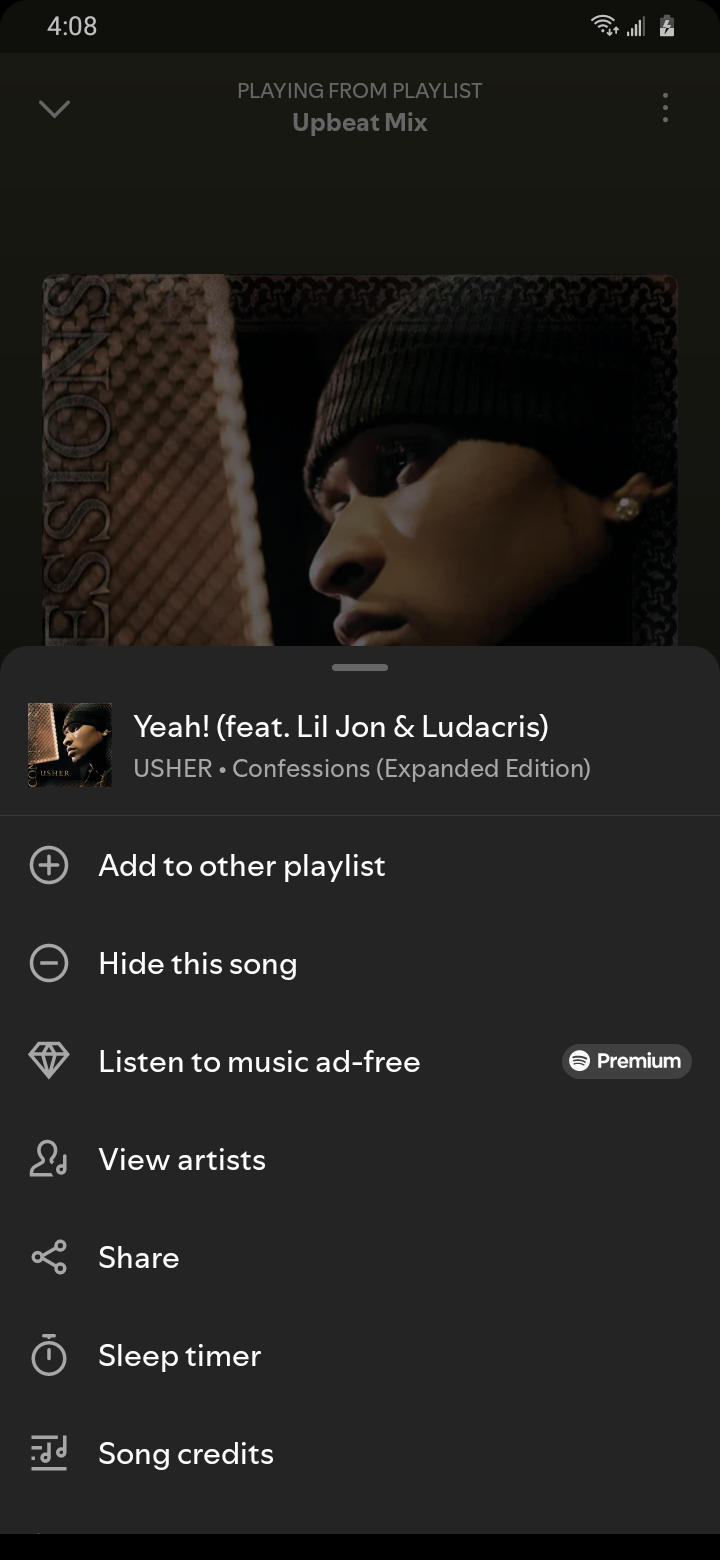 4:08
PLAYING FROM PLAYLIST
Upbeat Mix
ESSIONS
Yeah! (feat. Lil Jon & Ludacris)
USHER • Confessions (Expanded Edition)
CON
USHER
Add to other playlist
Hide this song
Listen to music ad-free
Premium
View artists
Share
Sleep timer
Song credits